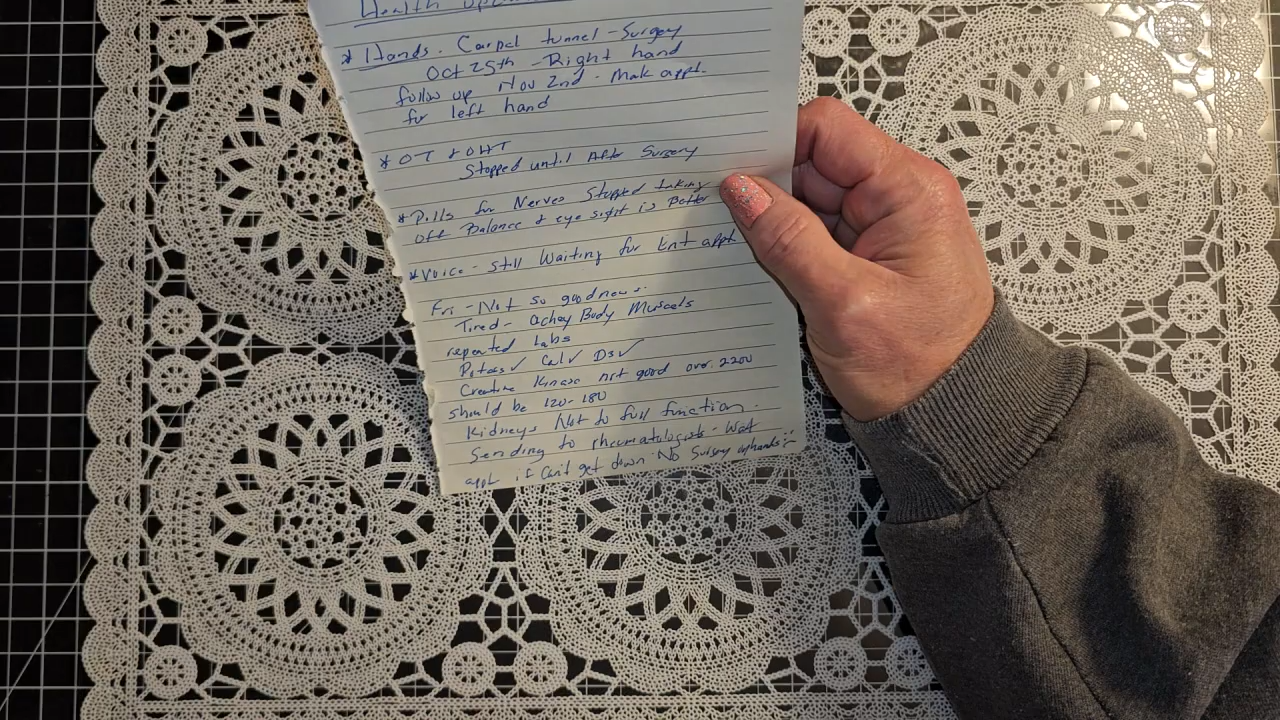 Health
* Hands - Carpal tunnel - Surgery
Oct 25th - Right hand
follow up Nov 2nd - Make appt.
for left hand
* OT & OHT
Stopped until After Surgery
* Pills for Nerves Stopped taking
off Balance & eye sight is Better
* Voice - Still Waiting for Ent appt
Fri - Not so good news.
Tired - Achey Body Muscels
repeated Labs
Potass ✓ Cal ✓ D3 ✓
Creatine Kinase not good over 2200
should be 120-180
Kidneys Not to full function.
Sending to rheumatologists - Wait
appt if Can't get down No Surgery on hands